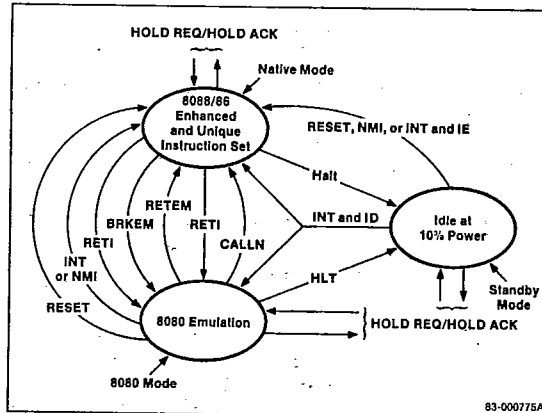 HOLD REQ/HOLD ACK
Native Mode
8088/86
Enhanced
and Unique
Instruction Set
RESET, NMI, or INT and IE
Halt
RETEM
BRKEM
RETI
RETI
CALLN
INT and ID
Idle at
10% Power
INT
or NMI
RESET
HLT
Standby
Mode
8080 Emulation
HOLD REQ/HOLD ACK
8080 Mode
83-000775A